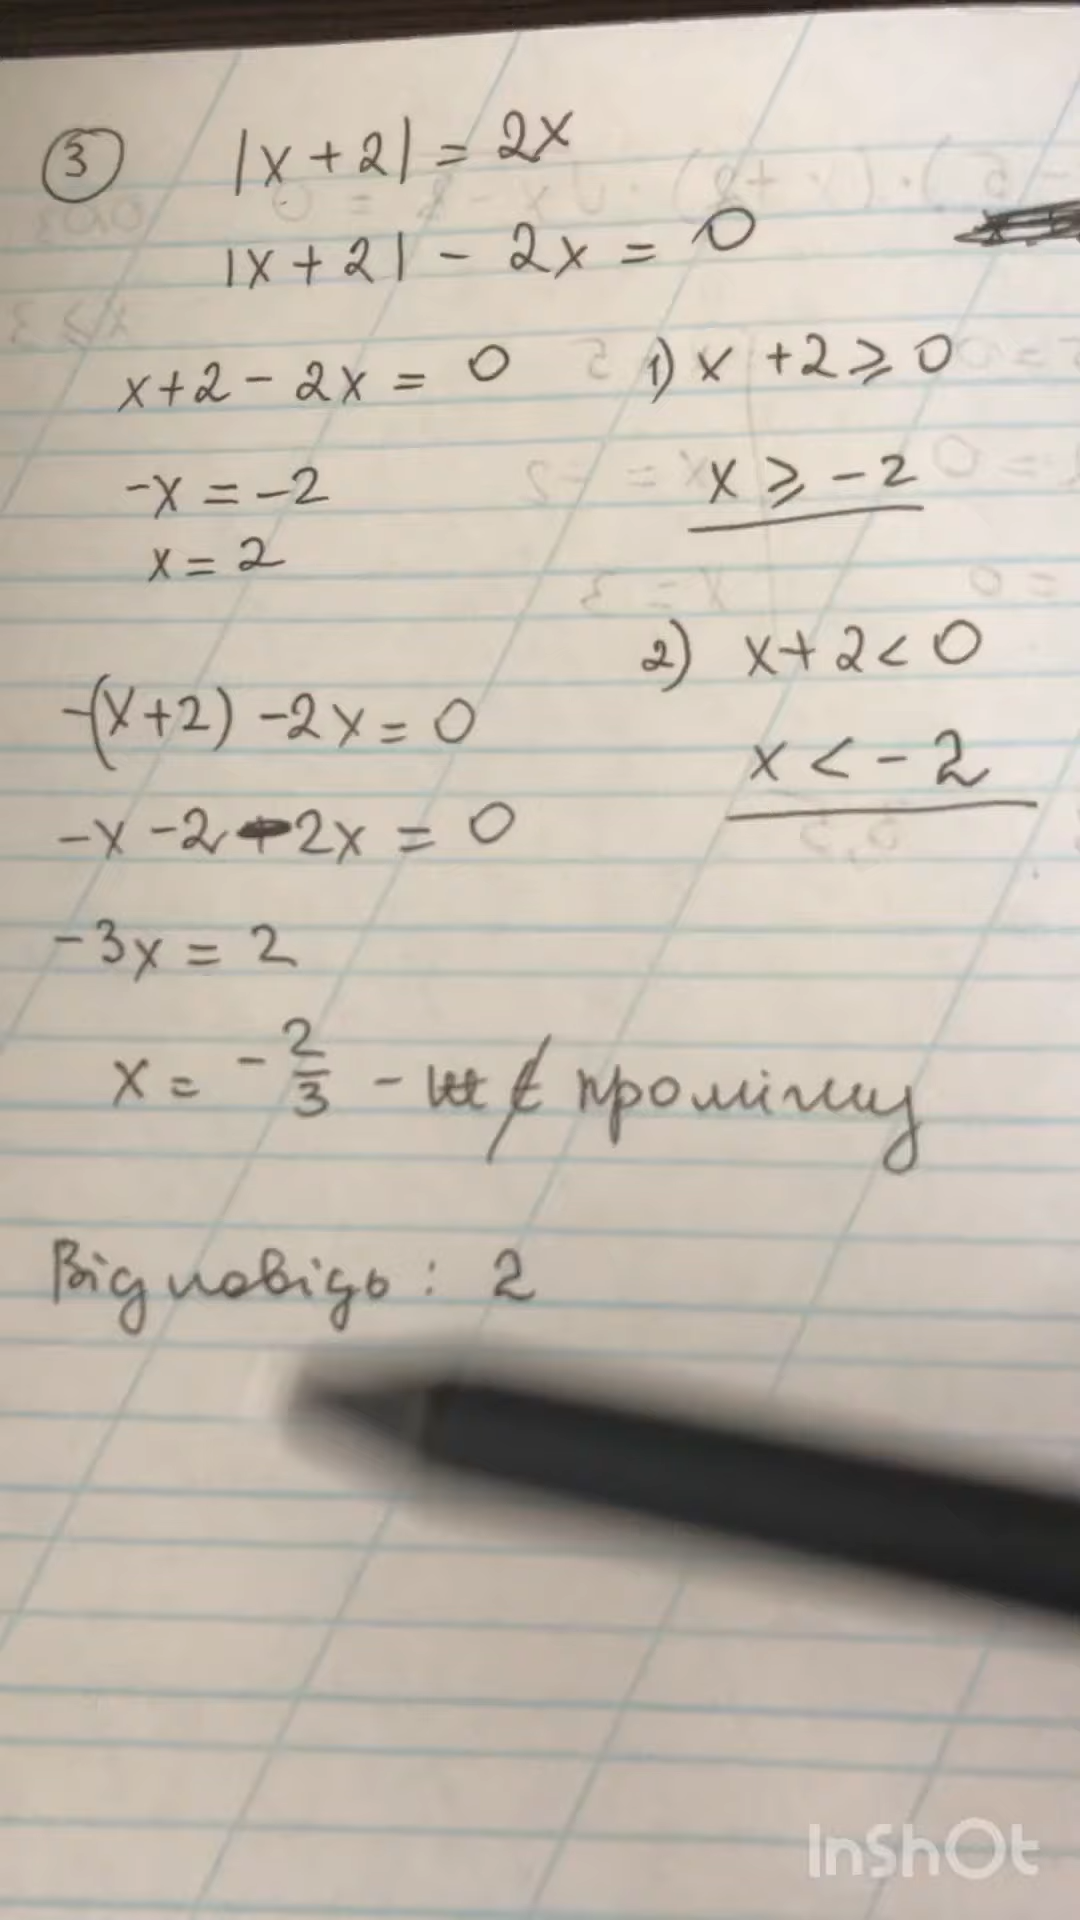 3 |x+2| = 2x
|x+2| - 2x = 0
x+2 - 2x = 0 1) x + 2 ⩾ 0
-x = -2 x ⩾ -2
x = 2
2) x + 2 < 0
-(x+2) - 2x = 0
x < -2
-x - 2 - 2x = 0
-3x = 2
x = - 2/3 - ∉ проміжку
Відповідь: 2
InShOt